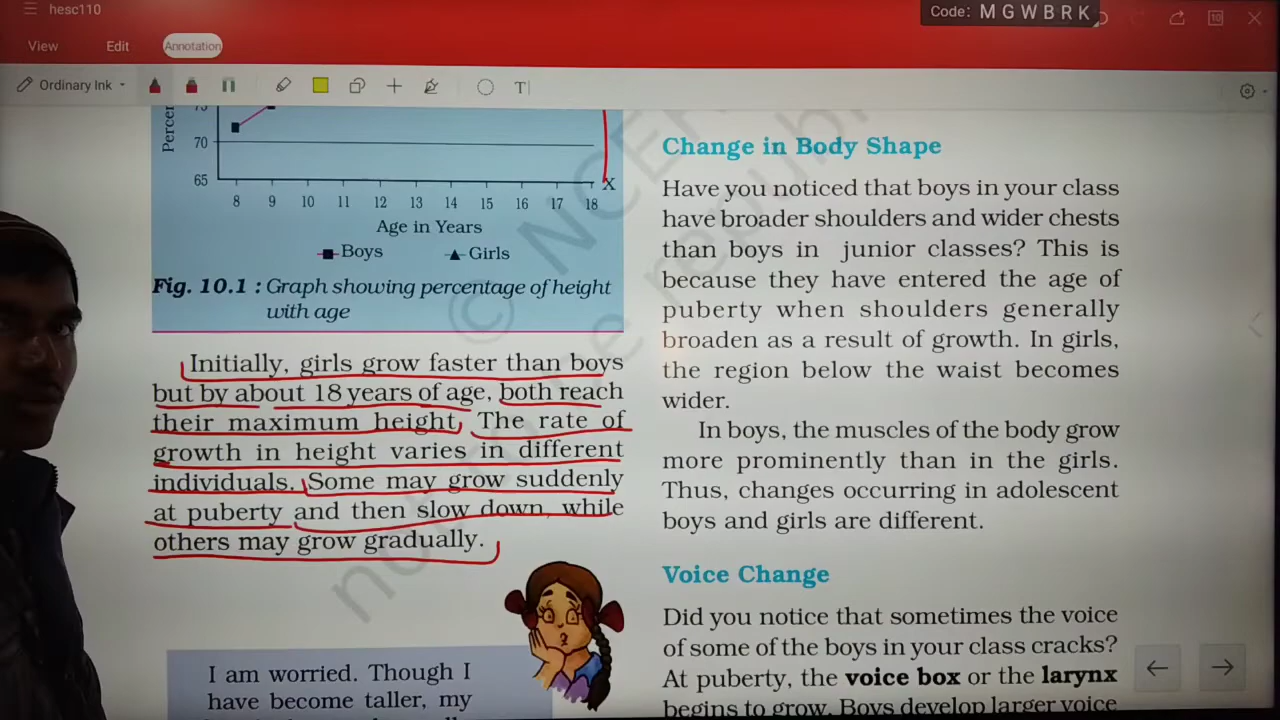 hesc110
Code: M G W B R K
10
View Edit Annotation
Ordinary Ink
T
70
65
X
8 9 10 11 12 13 14 15 16 17 18
Age in Years
Boys Girls
Fig. 10.1 : Graph showing percentage of height
with age
Initially, girls grow faster than boys
but by about 18 years of age, both reach
their maximum height. The rate of
growth in height varies in different
individuals. Some may grow suddenly
at puberty and then slow down, while
others may grow gradually.
I am worried. Though I
have become taller, my
Change in Body Shape
Have you noticed that boys in your class
have broader shoulders and wider chests
than boys in junior classes? This is
because they have entered the age of
puberty when shoulders generally
broaden as a result of growth. In girls,
the region below the waist becomes
wider.
In boys, the muscles of the body grow
more prominently than in the girls.
Thus, changes occurring in adolescent
boys and girls are different.
Voice Change
Did you notice that sometimes the voice
of some of the boys in your class cracks?
At puberty, the voice box or the larynx
begins to grow. Boys develop larger voice